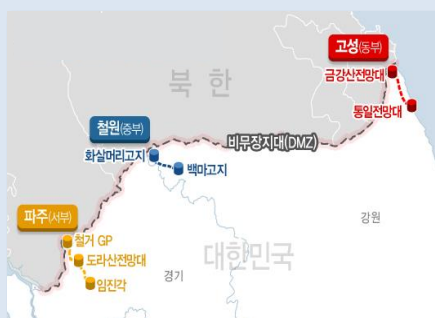 고성(동부)
금강산전망대
북한
통일전망대
철원(중부)
비무장지대(DMZ)
화살머리고지
백마고지
강원
파주(서부)
철거 GP
대한민국
도라산전망대
경기
임진각